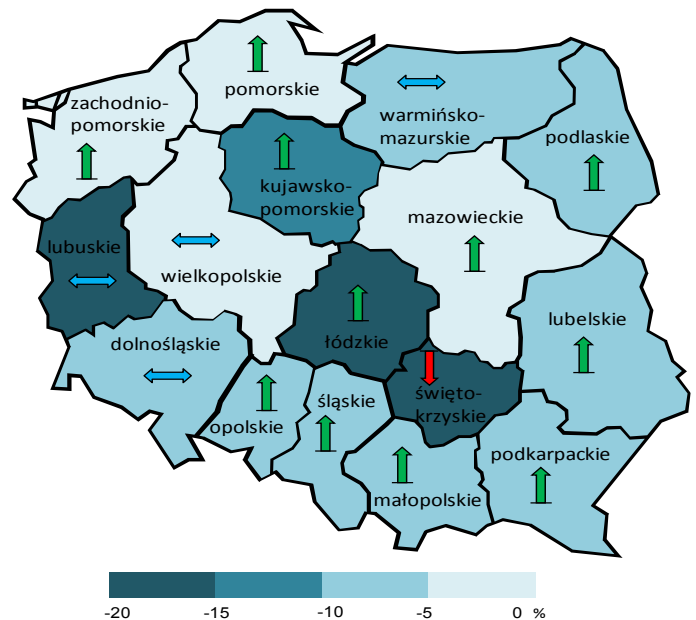 pomorskie
zachodnio-
pomorskie
warmińsko-
mazurskie
podlaskie
kujawsko-
pomorskie
mazowieckie
lubuskie
wielkopolskie
lubelskie
dolnośląskie
łódzkie
święto-
krzyskie
śląskie
opolskie
podkarpackie
małopolskie
-20 -15 -10 -5 0 %